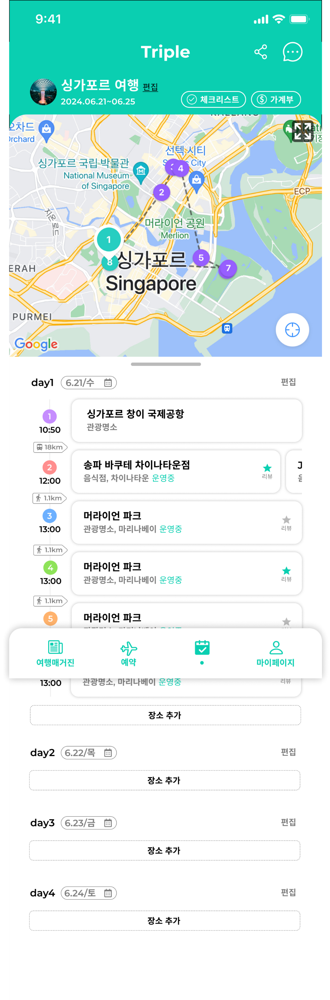 9:41
Triple
싱가포르 여행 편집
2024.06.21~06.25
체크리스트
가계부
오차드
Orchard
선텍 시티
City
싱가포르 국립 박물관
National Museum
of Singapore
4
2
ECP
지온 로드
머라이언 공원
Merlion
1
8
5
7
싱가포르
Singapore
ERAH
PURMEI
Google
day1
6.21/수
편집
1
싱가포르 창이 국제공항
관광명소
10:50
18km
2
송파 바쿠테 차이나타운점
음식점, 차이나타운 운영중
리뷰
12:00
1.1km
3
머라이언 파크
관광명소, 마리나베이 운영중
리뷰
13:00
1.1km
4
머라이언 파크
관광명소, 마리나베이 운영중
리뷰
13:00
1.1km
5
머라이언 파크
여행매거진
예약
마이페이지
13:00
관광명소, 마리나베이 운영중
리뷰
장소 추가
day2
6.22/목
편집
장소 추가
day3
6.23/금
편집
장소 추가
day4
6.24/토
편집
장소 추가